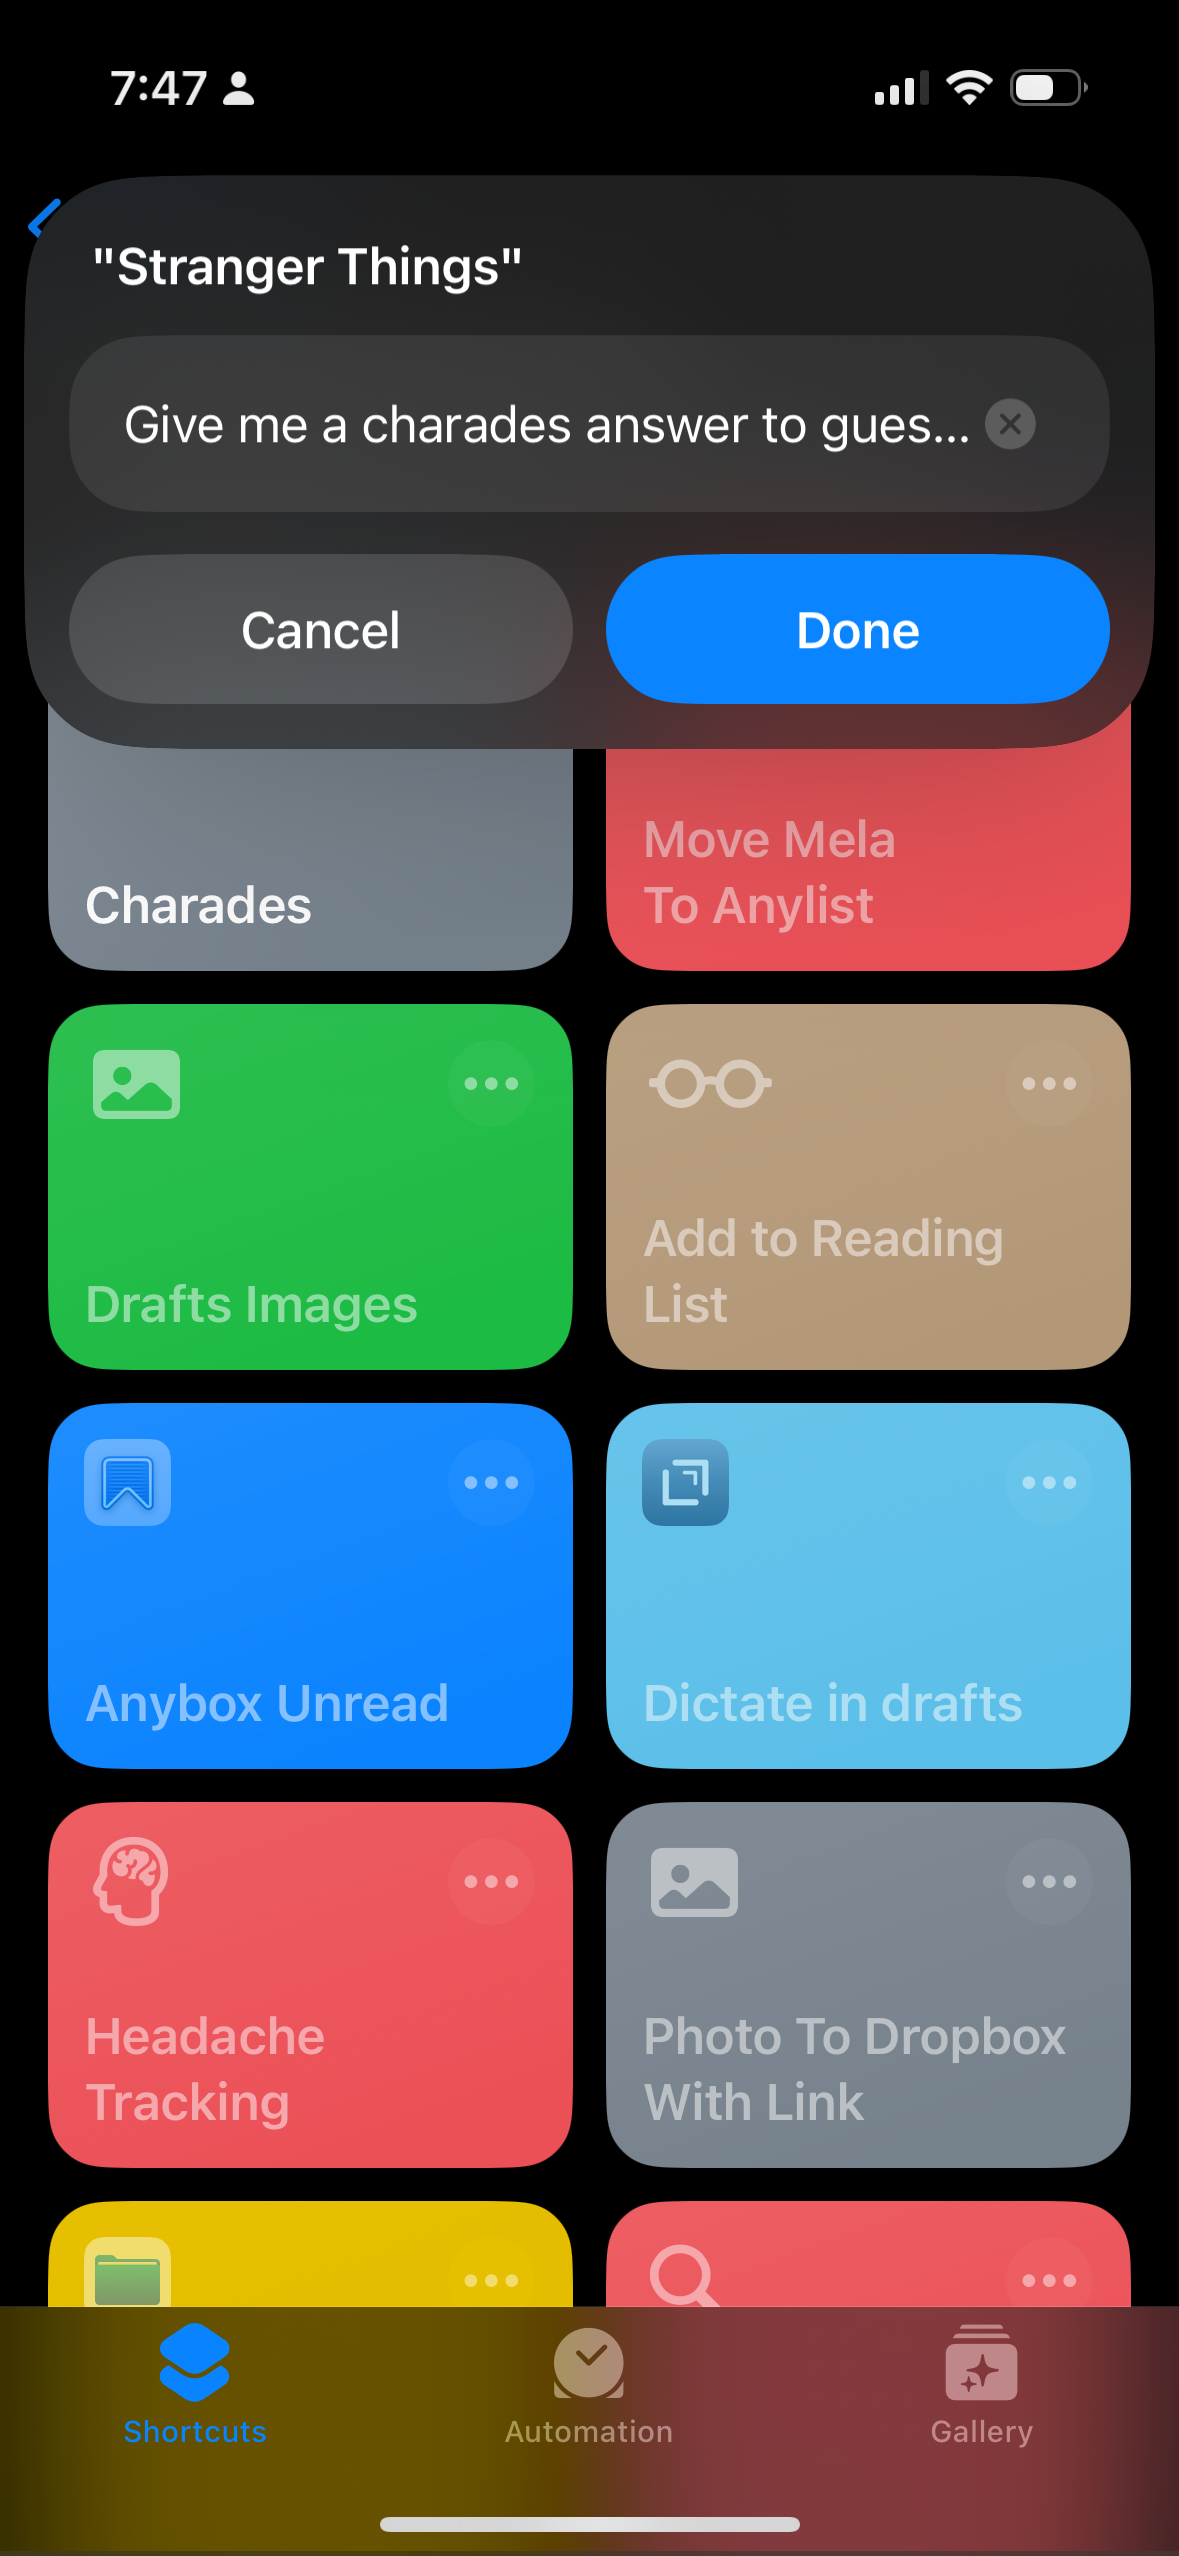 7:47
"Stranger Things"
Give me a charades answer to gues...
Cancel
Done
Charades
Move Mela
To Anylist
Drafts Images
Add to Reading
List
Anybox Unread
Dictate in drafts
Headache
Tracking
Photo To Dropbox
With Link
Shortcuts
Automation
Gallery